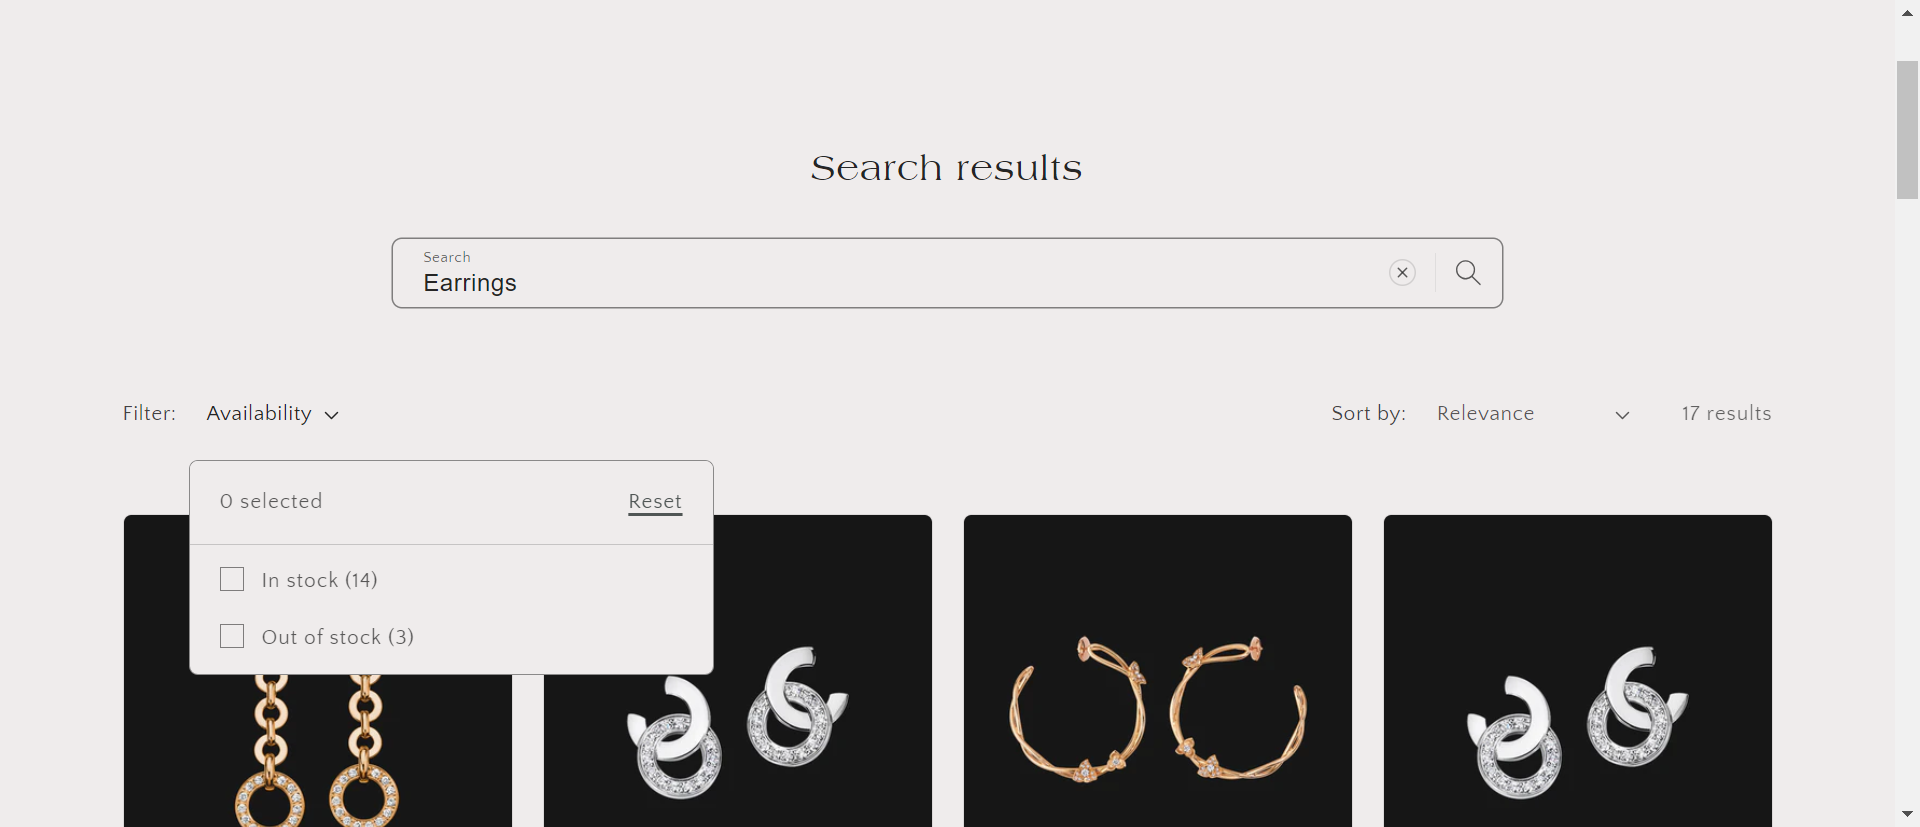 Search results
Search
Earrings
Filter: Availability
Sort by: Relevance 17 results
0 selected Reset
In stock (14)
Out of stock (3)